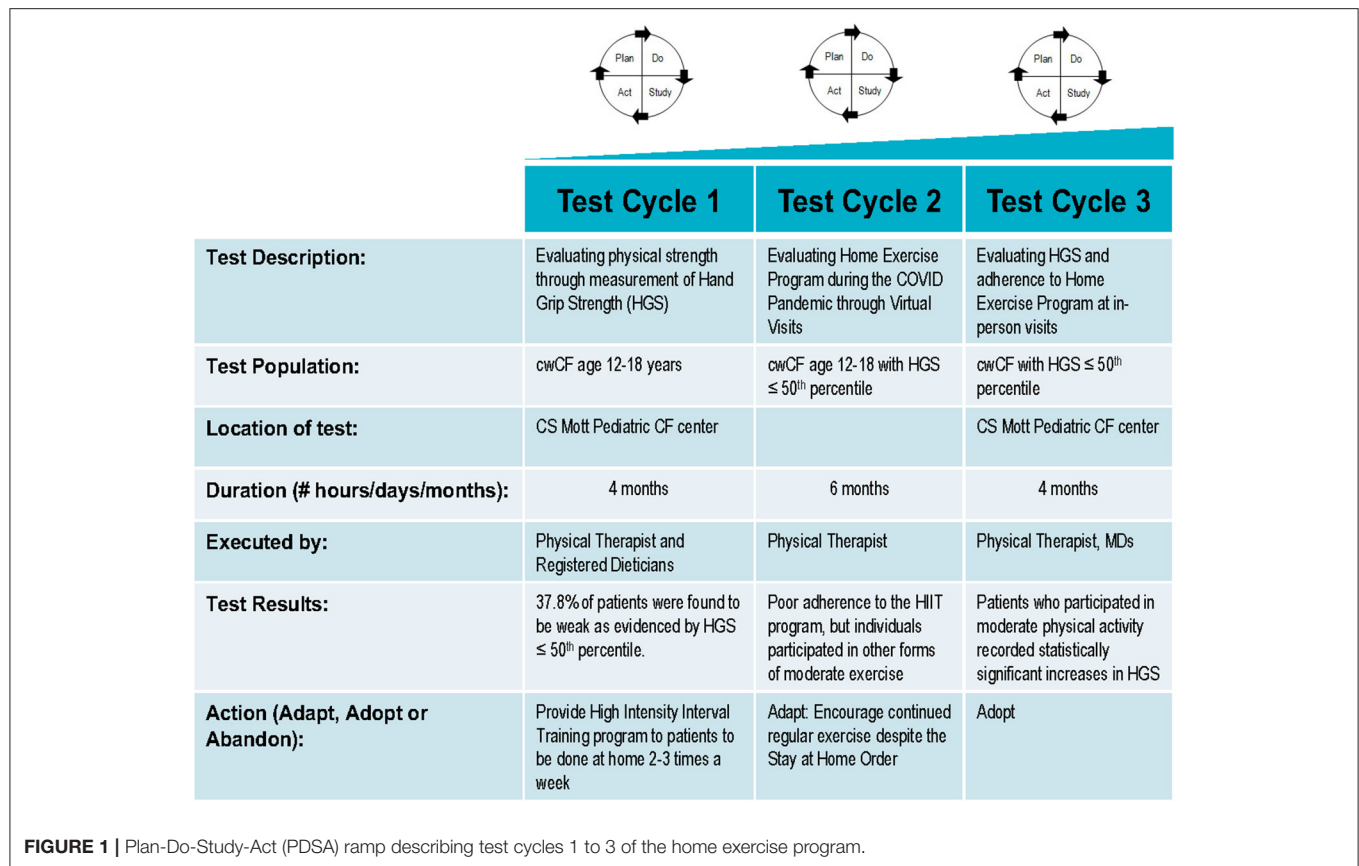 Plan Do
Act Study
Plan Do
Act Study
Plan Do
Act Study
Test Cycle 1 Test Cycle 2 Test Cycle 3
Test Description:
Evaluating physical strength
through measurement of Hand
Grip Strength (HGS)
Evaluating Home Exercise
Program during the COVID
Pandemic through Virtual
Visits
Evaluating HGS and
adherence to Home
Exercise Program at in-
person visits
Test Population:
cwCF age 12-18 years
cwCF age 12-18 with HGS
≤ 50th percentile
cwCF with HGS ≤ 50th
percentile
Location of test:
CS Mott Pediatric CF center
CS Mott Pediatric CF center
Duration (# hours/days/months):
4 months
6 months
4 months
Executed by:
Physical Therapist and
Registered Dieticians
Physical Therapist
Physical Therapist, MDs
Test Results:
37.8% of patients were found to
be weak as evidenced by HGS
≤ 50th percentile.
Poor adherence to the HIIT
program, but individuals
participated in other forms
of moderate exercise
Patients who participated in
moderate physical activity
recorded statistically
significant increases in HGS
Action (Adapt, Adopt or
Abandon):
Provide High Intensity Interval
Training program to patients to
be done at home 2-3 times a
week
Adapt: Encourage continued
regular exercise despite the
Stay at Home Order
Adopt
FIGURE 1 | Plan-Do-Study-Act (PDSA) ramp describing test cycles 1 to 3 of the home exercise program.